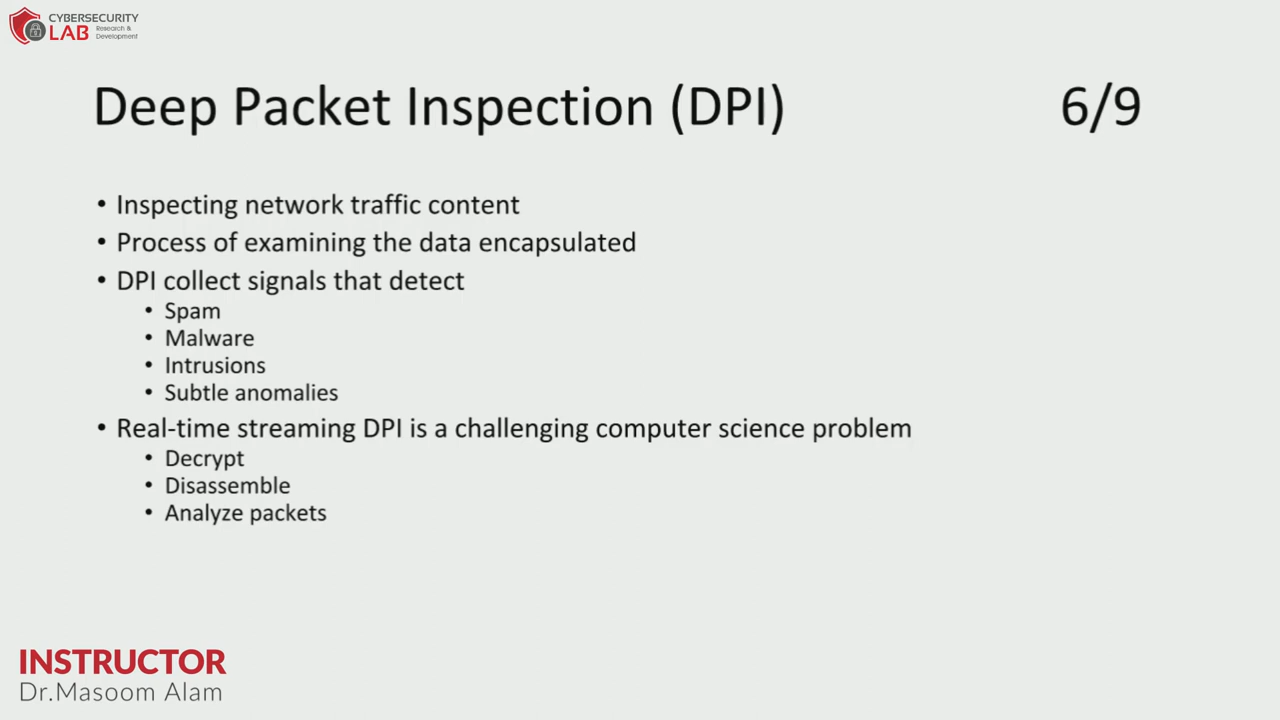 CYBERSECURITY
LAB Research &
Development
Deep Packet Inspection (DPI) 6/9
• Inspecting network traffic content
• Process of examining the data encapsulated
• DPI collect signals that detect
• Spam
• Malware
• Intrusions
• Subtle anomalies
• Real-time streaming DPI is a challenging computer science problem
• Decrypt
• Disassemble
• Analyze packets
INSTRUCTOR
Dr.Masoom Alam